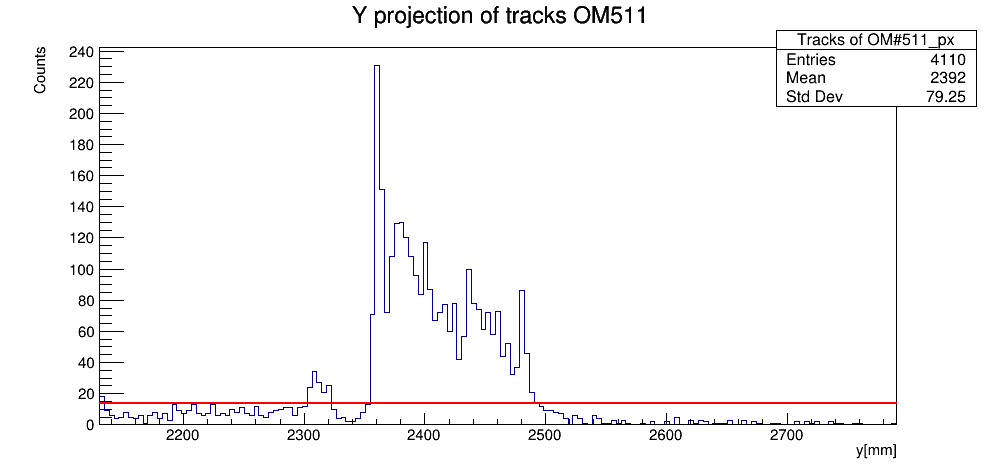 Y projection of tracks OM511
Tracks of OM#511_px
Entries 4110
Mean 2392
Std Dev 79.25
Counts
240
220
200
180
160
140
120
100
80
60
40
20
0
2200 2300 2400 2500 2600 2700
y[mm]